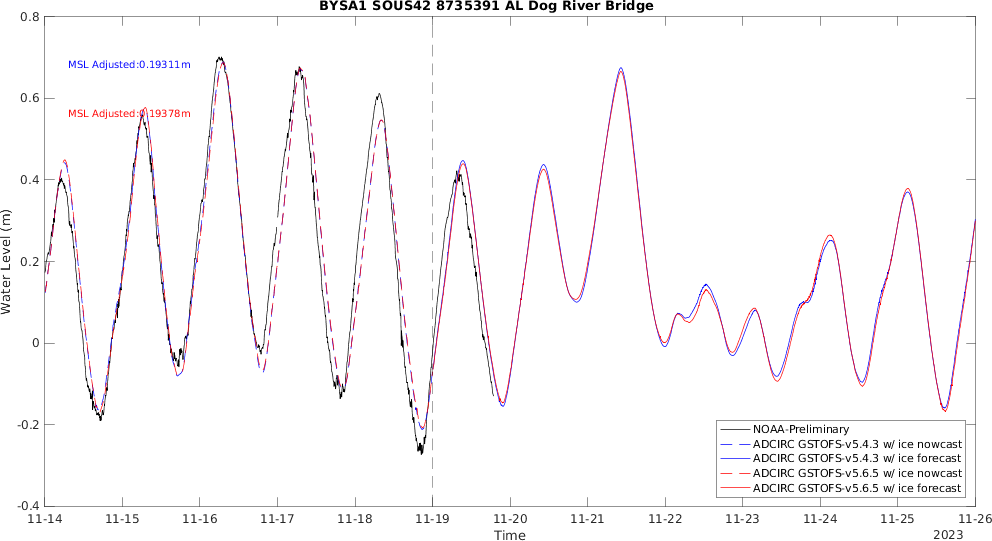 BYSA1 SOUS42 8735391 AL Dog River Bridge
0.8
0.6
0.4
0.2
0
-0.2
-0.4
Water Level (m)
MSL Adjusted:0.19311m
MSL Adjusted:0.19378m
NOAA-Preliminary
ADCIRC GSTOFS-v5.4.3 w/ ice nowcast
ADCIRC GSTOFS-v5.4.3 w/ ice forecast
ADCIRC GSTOFS-v5.6.5 w/ ice nowcast
ADCIRC GSTOFS-v5.6.5 w/ ice forecast
11-14 11-15 11-16 11-17 11-18 11-19 11-20 11-21 11-22 11-23 11-24 11-25 11-26
Time
2023